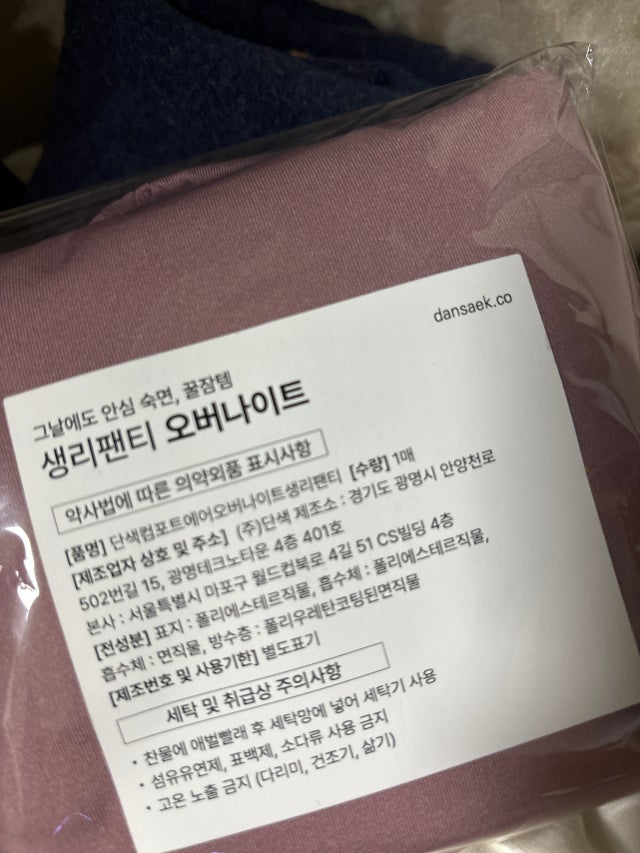 dansaek.co
그날에도 안심 숙면, 꿀잠템
생리팬티 오버나이트
약사법에 따른 의약외품 표시사항
[품명] 단색컴포트에어오버나이트생리팬티 [수량] 1매
[제조업자 상호 및 주소] (주)단색 제조소 : 경기도 광명시 안양천로
502번길 15, 광명테크노타운 4층 401호
본사 : 서울특별시 마포구 월드컵북로 4길 51 CS빌딩 4층
[전성분] 표지 : 폴리에스테르직물, 흡수체 : 폴리에스테르직물,
흡수체 : 면직물, 방수층 : 폴리우레탄코팅된면직물
[제조번호 및 사용기한] 별도표기
세탁 및 취급상 주의사항
• 찬물에 애벌빨래 후 세탁망에 넣어 세탁기 사용
• 섬유유연제, 표백제, 소다류 사용 금지
• 고온 노출 금지 (다리미, 건조기, 삶기)